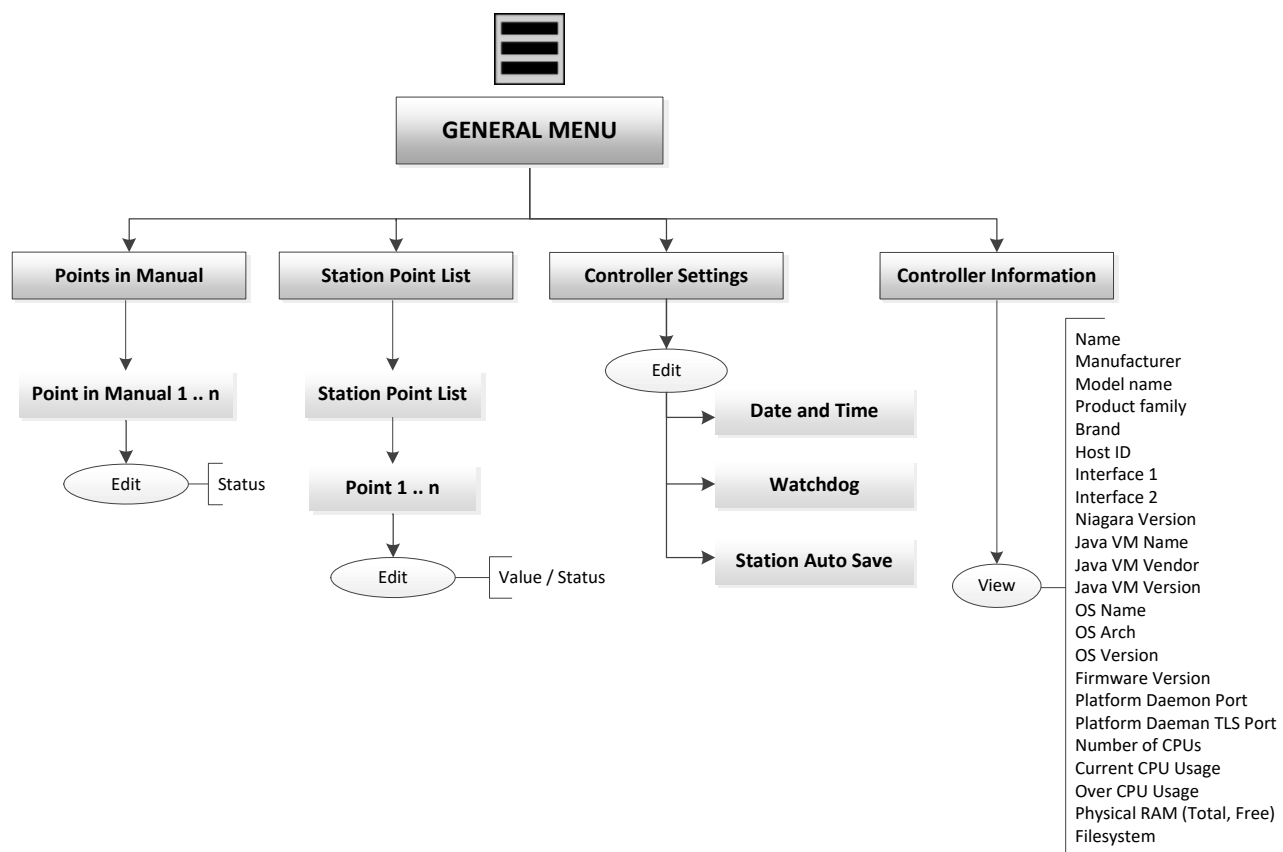 GENERAL MENU
Points in Manual
Station Point List
Controller Settings
Controller Information
Point in Manual 1 .. n
Edit
Status
Station Point List
Point 1 .. n
Edit
Value / Status
Edit
Date and Time
Watchdog
Station Auto Save
View
Name
Manufacturer
Model name
Product family
Brand
Host ID
Interface 1
Interface 2
Niagara Version
Java VM Name
Java VM Vendor
Java VM Version
OS Name
OS Arch
OS Version
Firmware Version
Platform Daemon Port
Platform Daeman TLS Port
Number of CPUs
Current CPU Usage
Over CPU Usage
Physical RAM (Total, Free)
Filesystem